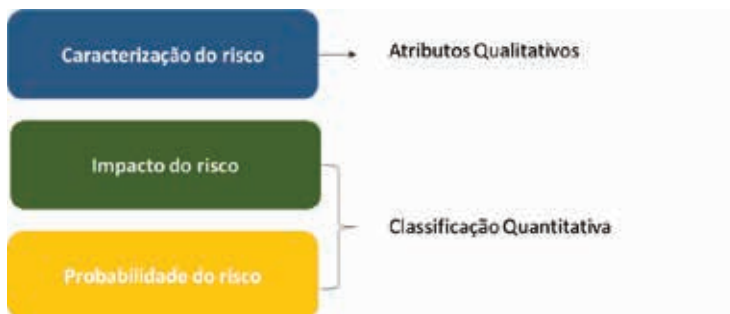 Caracterização do risco
Atributos Qualitativos
Impacto do risco
Classificação Quantitativa
Probabilidade do risco